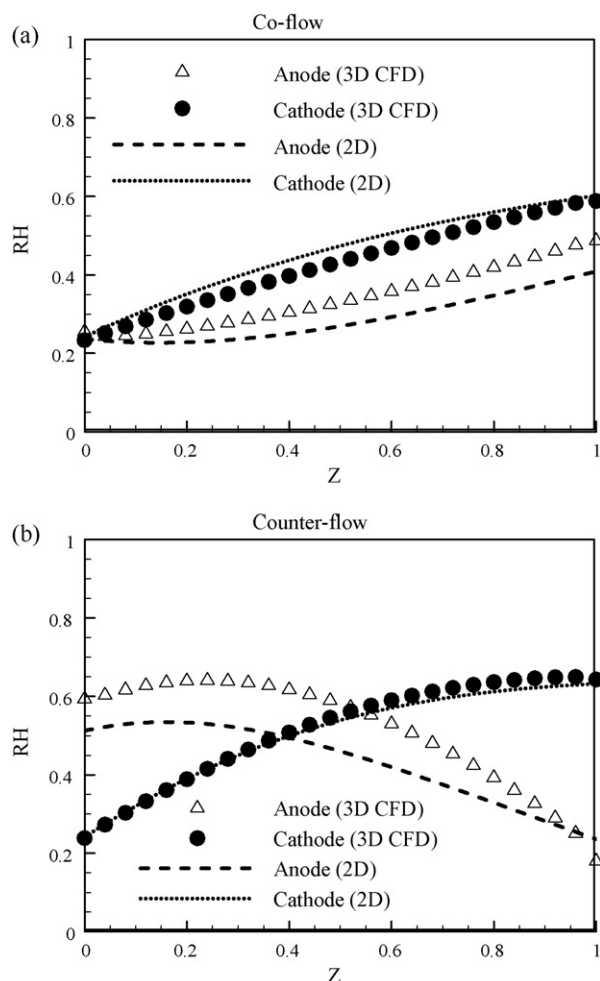 (a)
Co-flow
1
0.8
0.6
0.4
0.2
0
RH
Anode (3D CFD)
Cathode (3D CFD)
Anode (2D)
Cathode (2D)
0 0.2 0.4 0.6 0.8 1
Z
(b)
Counter-flow
1
0.8
0.6
0.4
0.2
0
RH
Anode (3D CFD)
Cathode (3D CFD)
Anode (2D)
Cathode (2D)
0 0.2 0.4 0.6 0.8 1
Z